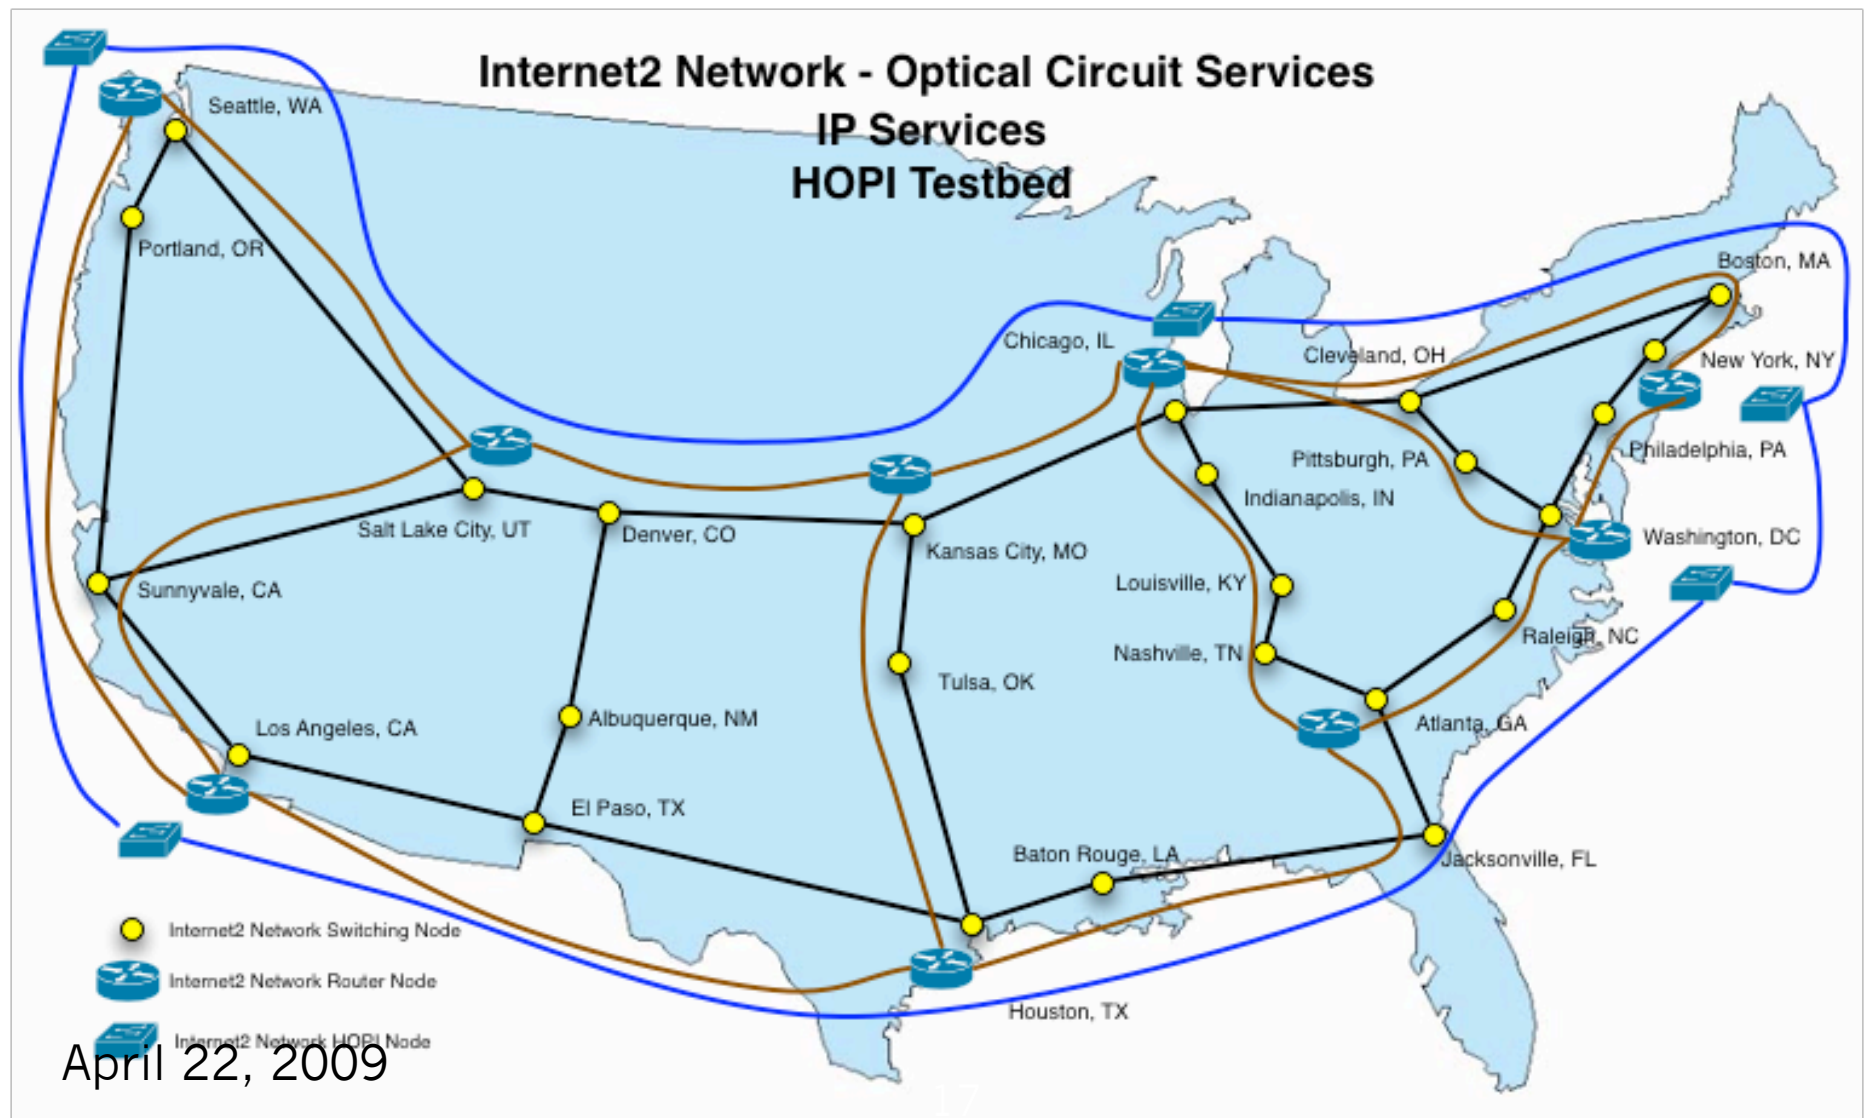 Internet2 Network - Optical Circuit Services
IP Services
HOPI Testbed
Seattle, WA
Portland, OR
Boston, MA
Chicago, IL
Cleveland, OH
New York, NY
Pittsburgh, PA
Philadelphia, PA
Indianapolis, IN
Salt Lake City, UT
Denver, CO
Kansas City, MO
Washington, DC
Sunnyvale, CA
Louisville, KY
Raleigh, NC
Nashville, TN
Tulsa, OK
Los Angeles, CA
Albuquerque, NM
Atlanta, GA
El Paso, TX
Baton Rouge, LA
Jacksonville, FL
Internet2 Network Switching Node
Internet2 Network Router Node
Houston, TX
Internet2 Network HOPI Node
April 22, 2009
17